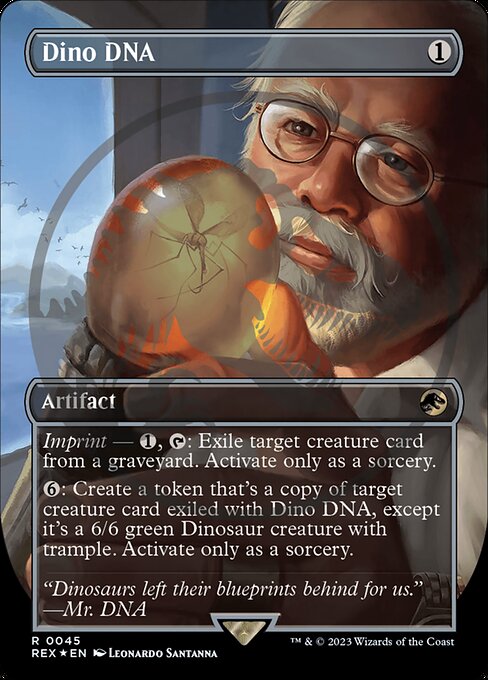 Dino DNA 1
Artifact
Imprint — 1, T: Exile target creature card
from a graveyard. Activate only as a sorcery.
6: Create a token that's a copy of target
creature card exiled with Dino DNA, except
it's a 6/6 green Dinosaur creature with
trample. Activate only as a sorcery.
“Dinosaurs left their blueprints behind for us.”
—Mr. DNA
R 0045
REX★EN Leonardo Santanna
™ & © 2023 Wizards of the Coast